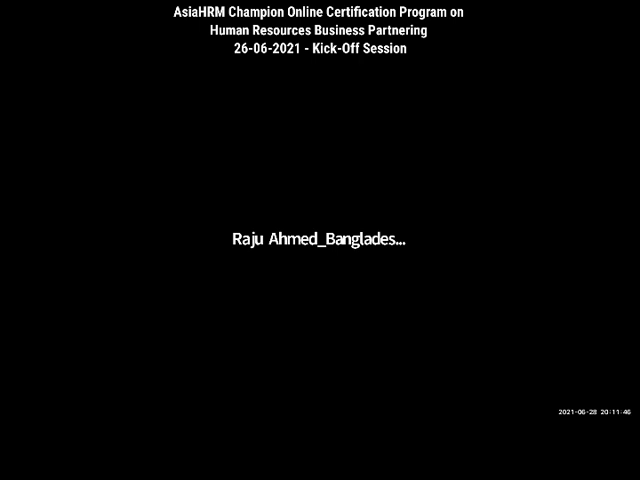 AsiaHRM Champion Online Certification Program on
Human Resources Business Partnering
26-06-2021 - Kick-Off Session
Raju Ahmed_Banglades...
2021-06-28 20:11:46